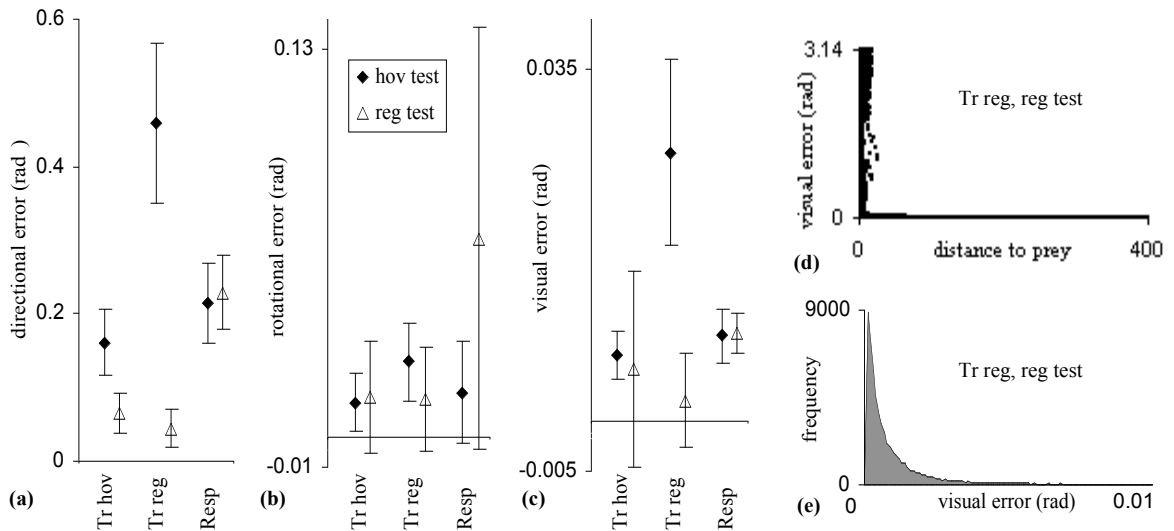 0.6
0.4
0.2
0
directional error (rad )
Tr hov
Tr reg
Resp
(a)
0.13
-0.01
rotational error (rad)
hov test
reg test
Tr hov
Tr reg
Resp
(b)
0.035
-0.005
visual error (rad)
Tr hov
Tr reg
Resp
(c)
3.14
0
visual error (rad)
Tr reg, reg test
0
distance to prey
400
(d)
9000
0
frequency
Tr reg, reg test
0
visual error (rad)
0.01
(e)